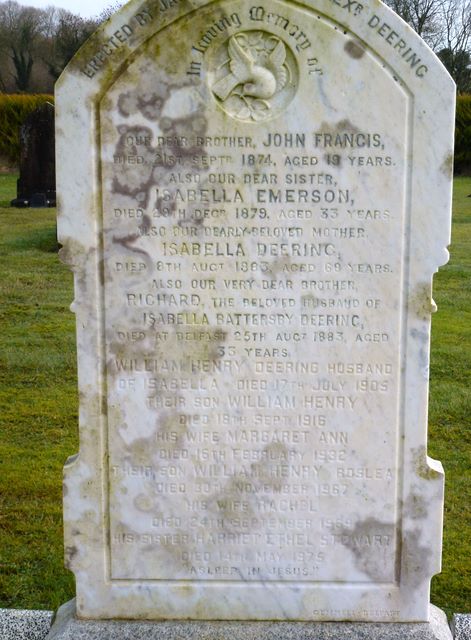 ERECTED BY JA EXR DEERING
In Loving Memory of
OUR DEAR BROTHER, JOHN FRANCIS,
DIED 21ST SEPTR 1874, AGED 19 YEARS.
ALSO OUR DEAR SISTER,
ISABELLA EMERSON,
DIED 29TH DECR 1879. AGED 33 YEARS.
ALSO OUR DEARLY-BELOVED MOTHER,
ISABELLA DEERING,
DIED 8TH AUGT 1883, AGED 69 YEARS.
ALSO OUR VERY DEAR BROTHER,
RICHARD, THE BELOVED HUSBAND OF
ISABELLA BATTERSBY DEERING,
DIED AT BELFAST 25TH AUGT 1883, AGED
33 YEARS.
WILLIAM HENRY DEERING HUSBAND
OF ISABELLA DIED 17TH JULY 1905
THEIR SON WILLIAM HENRY
DIED 18TH SEPT 1916
HIS WIFE MARGARET ANN
DIED 16TH FEBRUARY 1932
THEIR SON WILLIAM HENRY ROSLEA
DIED 30TH NOVEMBER 1967
HIS WIFE RACHEL
DIED 24TH SEPTEMBER 1964
HIS SISTER HARRIET ETHEL STEWART
DIED 14TH MAY 1975
"ASLEEP IN JESUS."
GEMMELL BELFAST